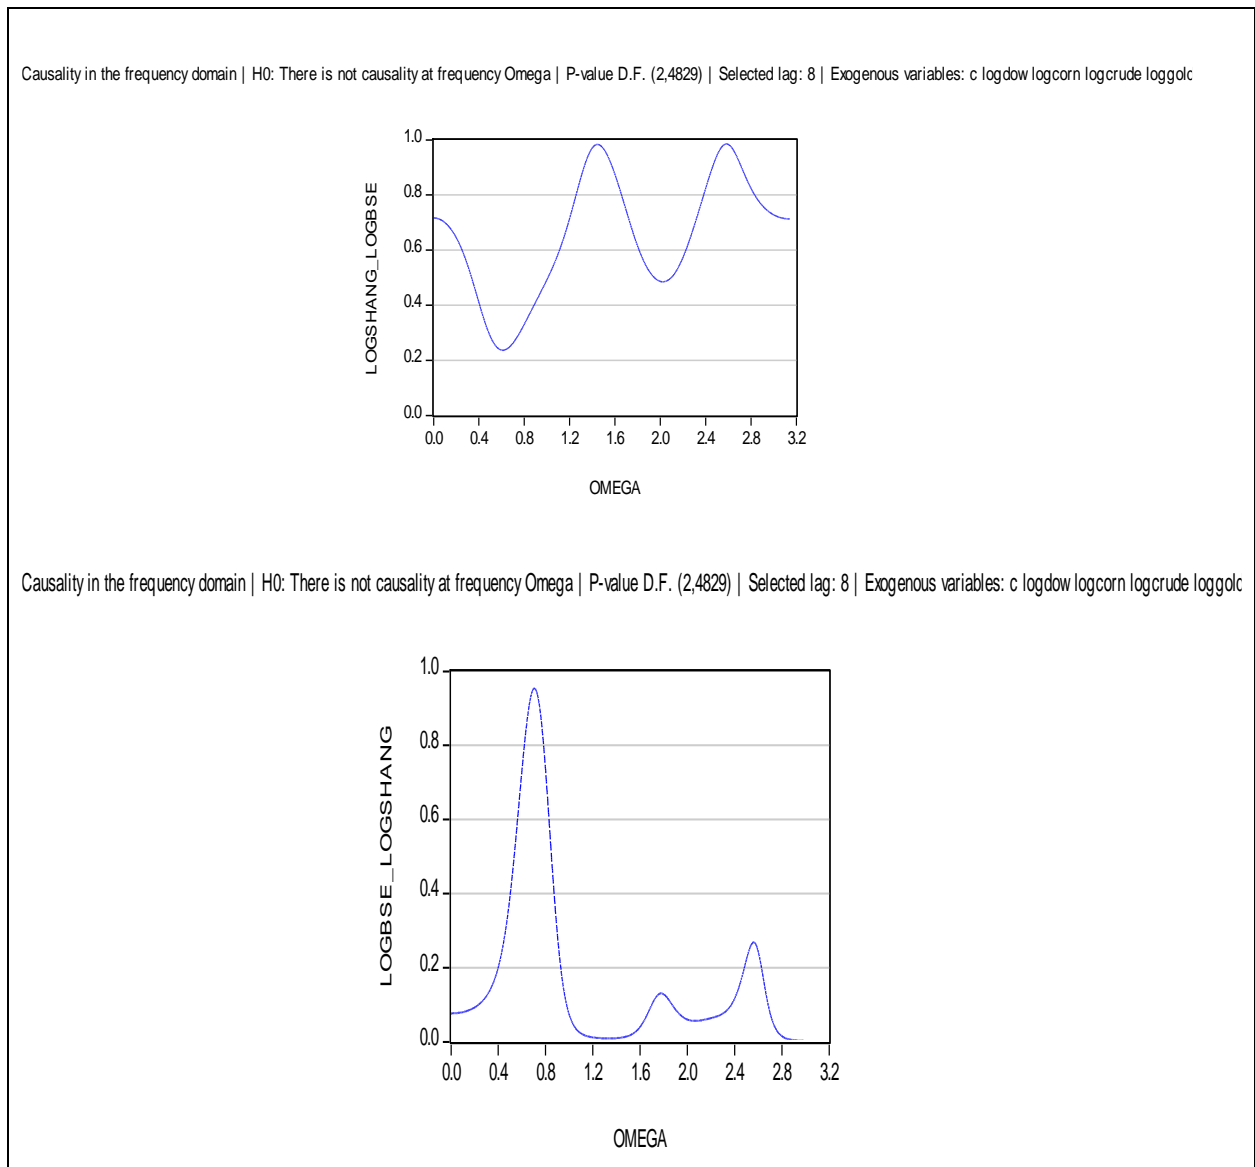 Causality in the frequency domain | H0: There is not causality at frequency Omega | P-value D.F. (2,4829) | Selected lag: 8 | Exogenous variables: c logdow logcorn logcrude loggolc
LOGSHANG_LOGBSE
1.0
0.8
0.6
0.4
0.2
0.0
0.0 0.4 0.8 1.2 1.6 2.0 2.4 2.8 3.2
OMEGA
Causality in the frequency domain | H0: There is not causality at frequency Omega | P-value D.F. (2,4829) | Selected lag: 8 | Exogenous variables: c logdow logcorn logcrude loggolc
LOGBSE_LOGSHANG
1.0
0.8
0.6
0.4
0.2
0.0
0.0 0.4 0.8 1.2 1.6 2.0 2.4 2.8 3.2
OMEGA